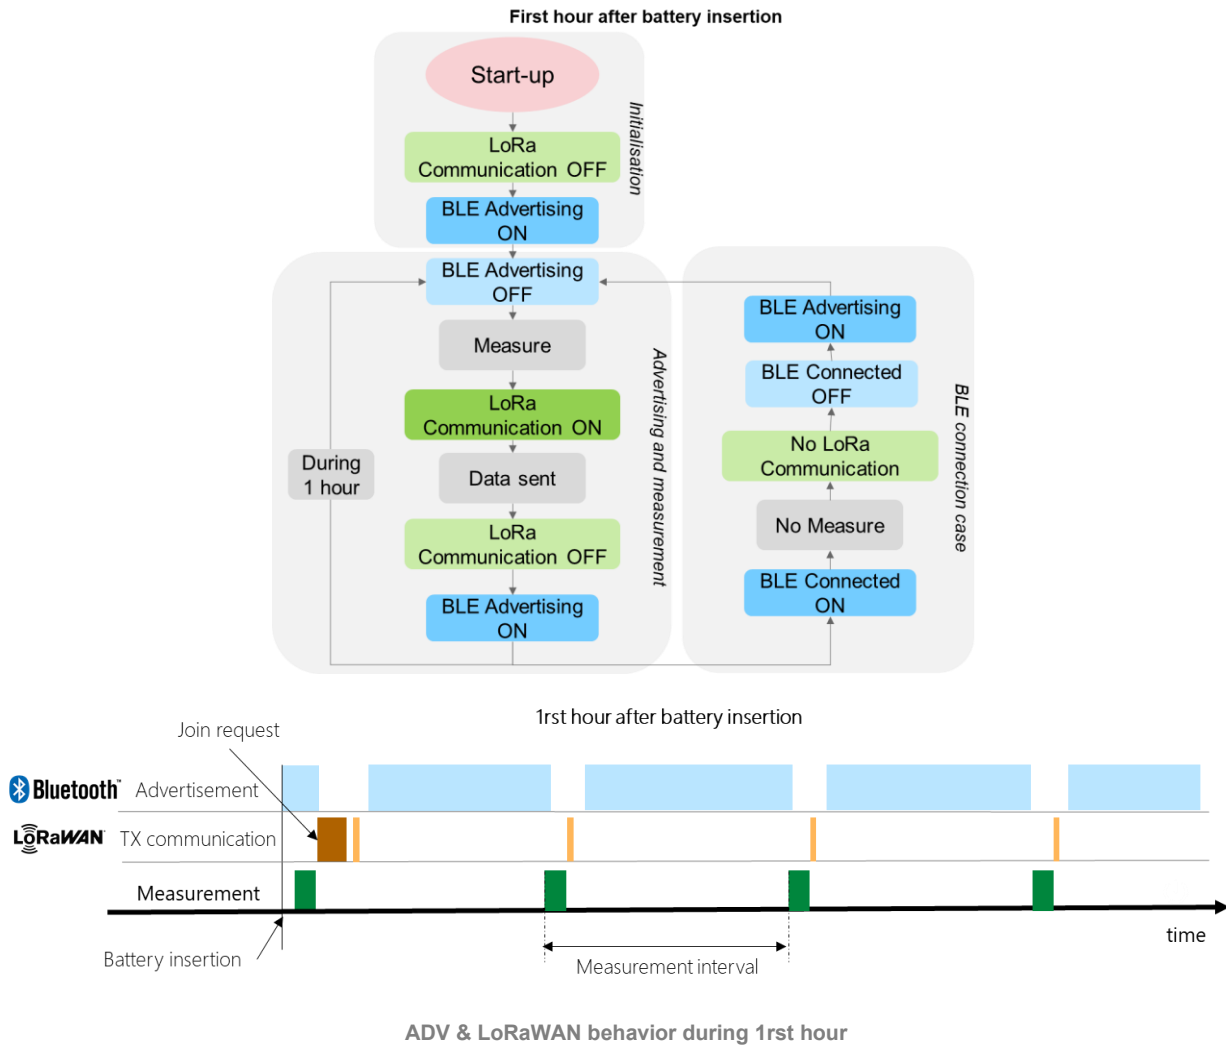 First hour after battery insertion
Start-up
LoRa
Communication OFF
BLE Advertising
ON
Initialisation
BLE Advertising
OFF
Measure
LoRa
Communication ON
Data sent
LoRa
Communication OFF
BLE Advertising
ON
During
1 hour
Advertising and measurement
BLE Advertising
ON
BLE Connected
OFF
No LoRa
Communication
No Measure
BLE Connected
ON
BLE connection case
1rst hour after battery insertion
Join request
Bluetooth™ Advertisement
LoRaWAN TX communication
Measurement
time
Battery insertion
Measurement interval
ADV & LoRaWAN behavior during 1rst hour